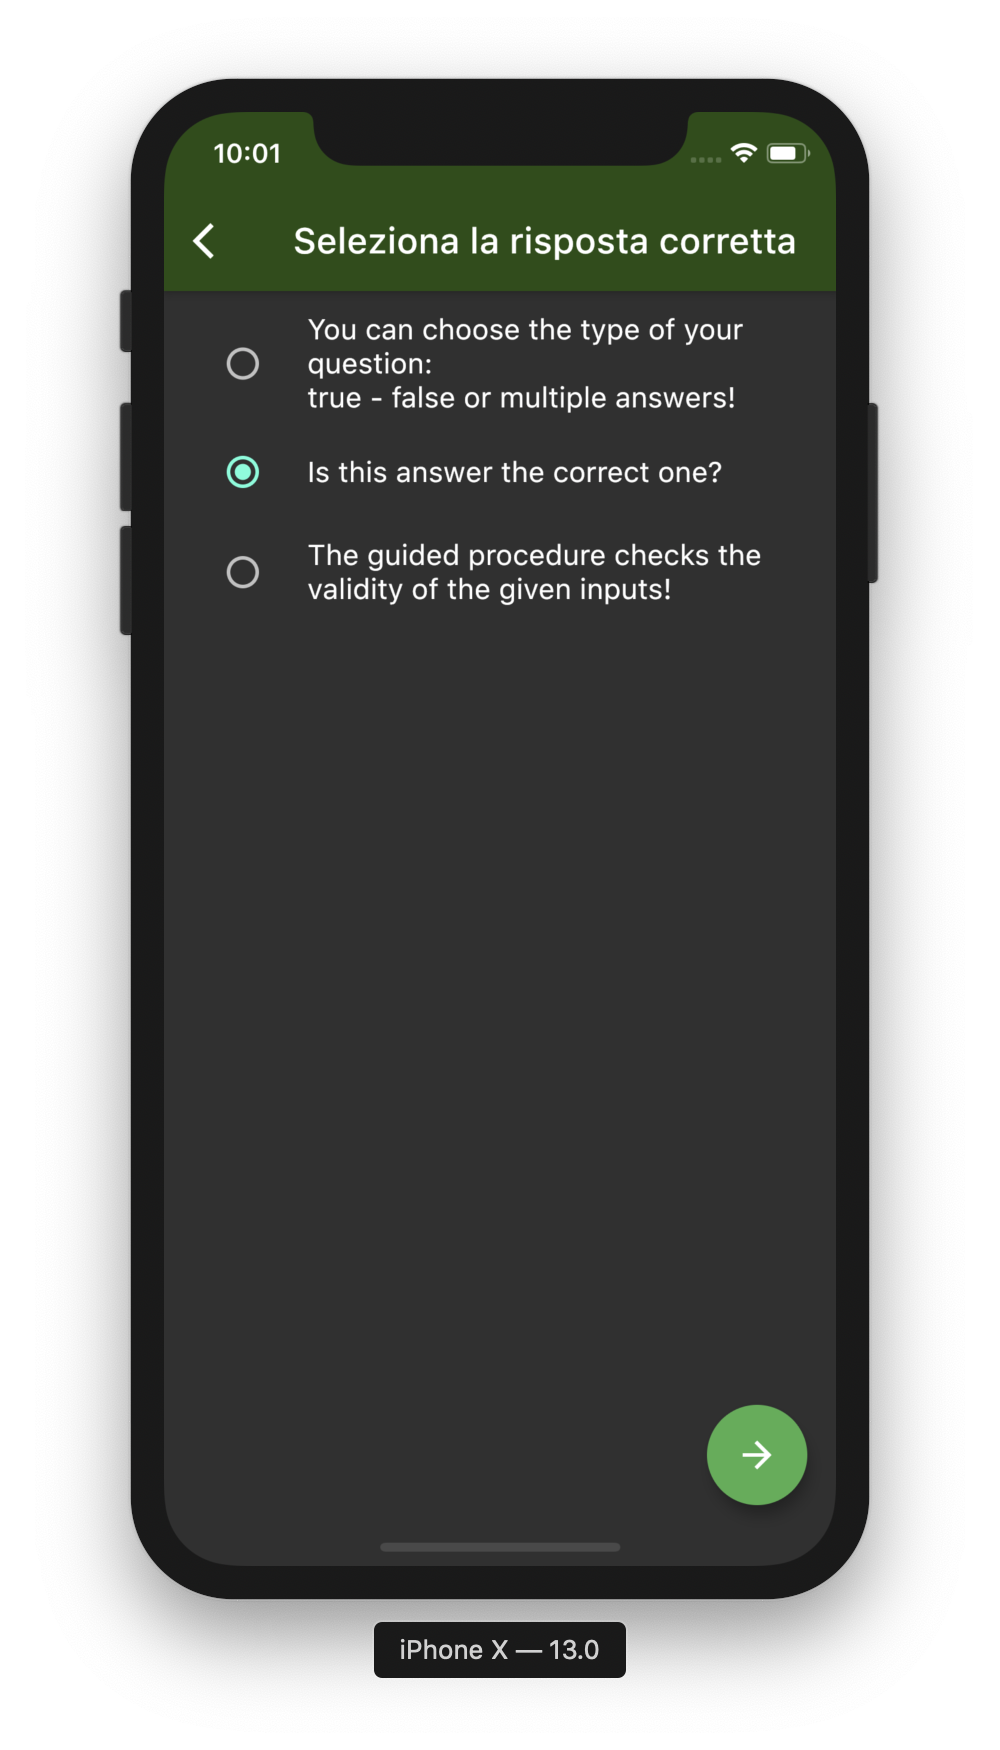 10:01
Seleziona la risposta corretta
You can choose the type of your
question:
true - false or multiple answers!
Is this answer the correct one?
The guided procedure checks the
validity of the given inputs!
iPhone X — 13.0